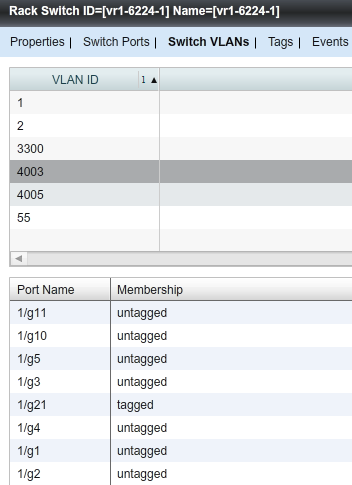 Rack Switch ID=[vr1-6224-1] Name=[vr1-6224-1]
Properties | Switch Ports | Switch VLANs | Tags | Events
VLAN ID 1 ▲
1
2
3300
4003
4005
55
Port Name Membership
1/g11 untagged
1/g10 untagged
1/g5 untagged
1/g3 untagged
1/g21 tagged
1/g4 untagged
1/g1 untagged
1/g2 untagged